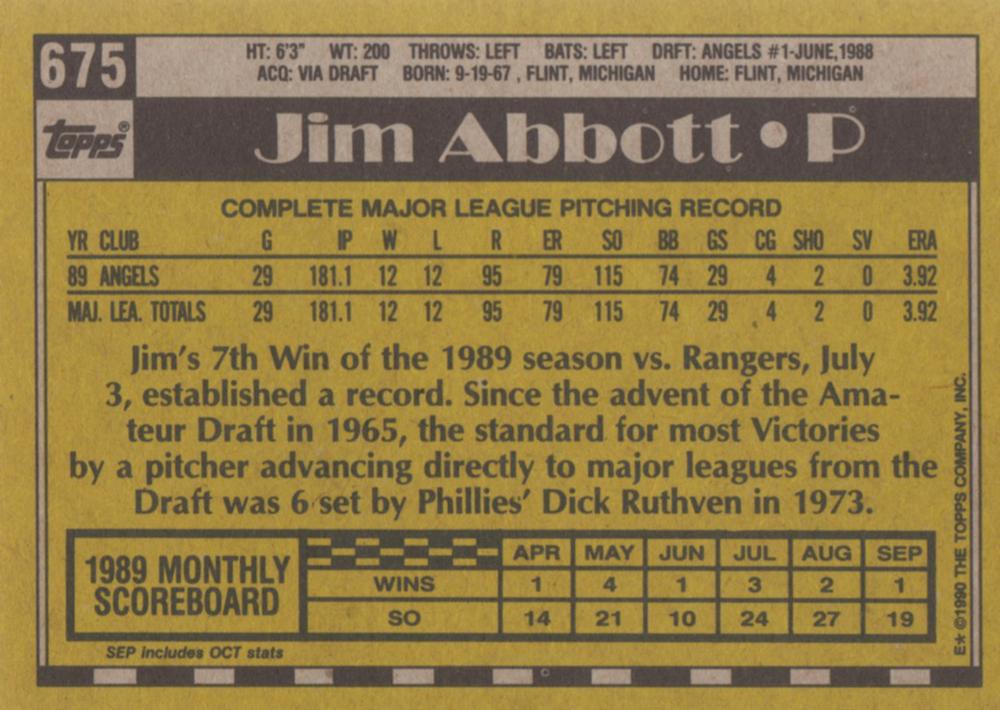 675
HT: 6'3" WT: 200 THROWS: LEFT BATS: LEFT DRFT: ANGELS #1-JUNE,1988
ACQ: VIA DRAFT BORN: 9-19-67 , FLINT, MICHIGAN HOME: FLINT, MICHIGAN
topps®
Jim Abbott • P
COMPLETE MAJOR LEAGUE PITCHING RECORD
YR CLUB G IP W L R ER SO BB GS CG SHO SV ERA
89 ANGELS 29 181.1 12 12 95 79 115 74 29 4 2 0 3.92
MAJ. LEA. TOTALS 29 181.1 12 12 95 79 115 74 29 4 2 0 3.92
Jim's 7th Win of the 1989 season vs. Rangers, July
3, established a record. Since the advent of the Ama-
teur Draft in 1965, the standard for most Victories
by a pitcher advancing directly to major leagues from the
Draft was 6 set by Phillies' Dick Ruthven in 1973.
1989 MONTHLY
SCOREBOARD
APR MAY JUN JUL AUG SEP
WINS 1 4 1 3 2 1
SO 14 21 10 24 27 19
SEP includes OCT stats
E* ©1990 THE TOPPS COMPANY, INC.